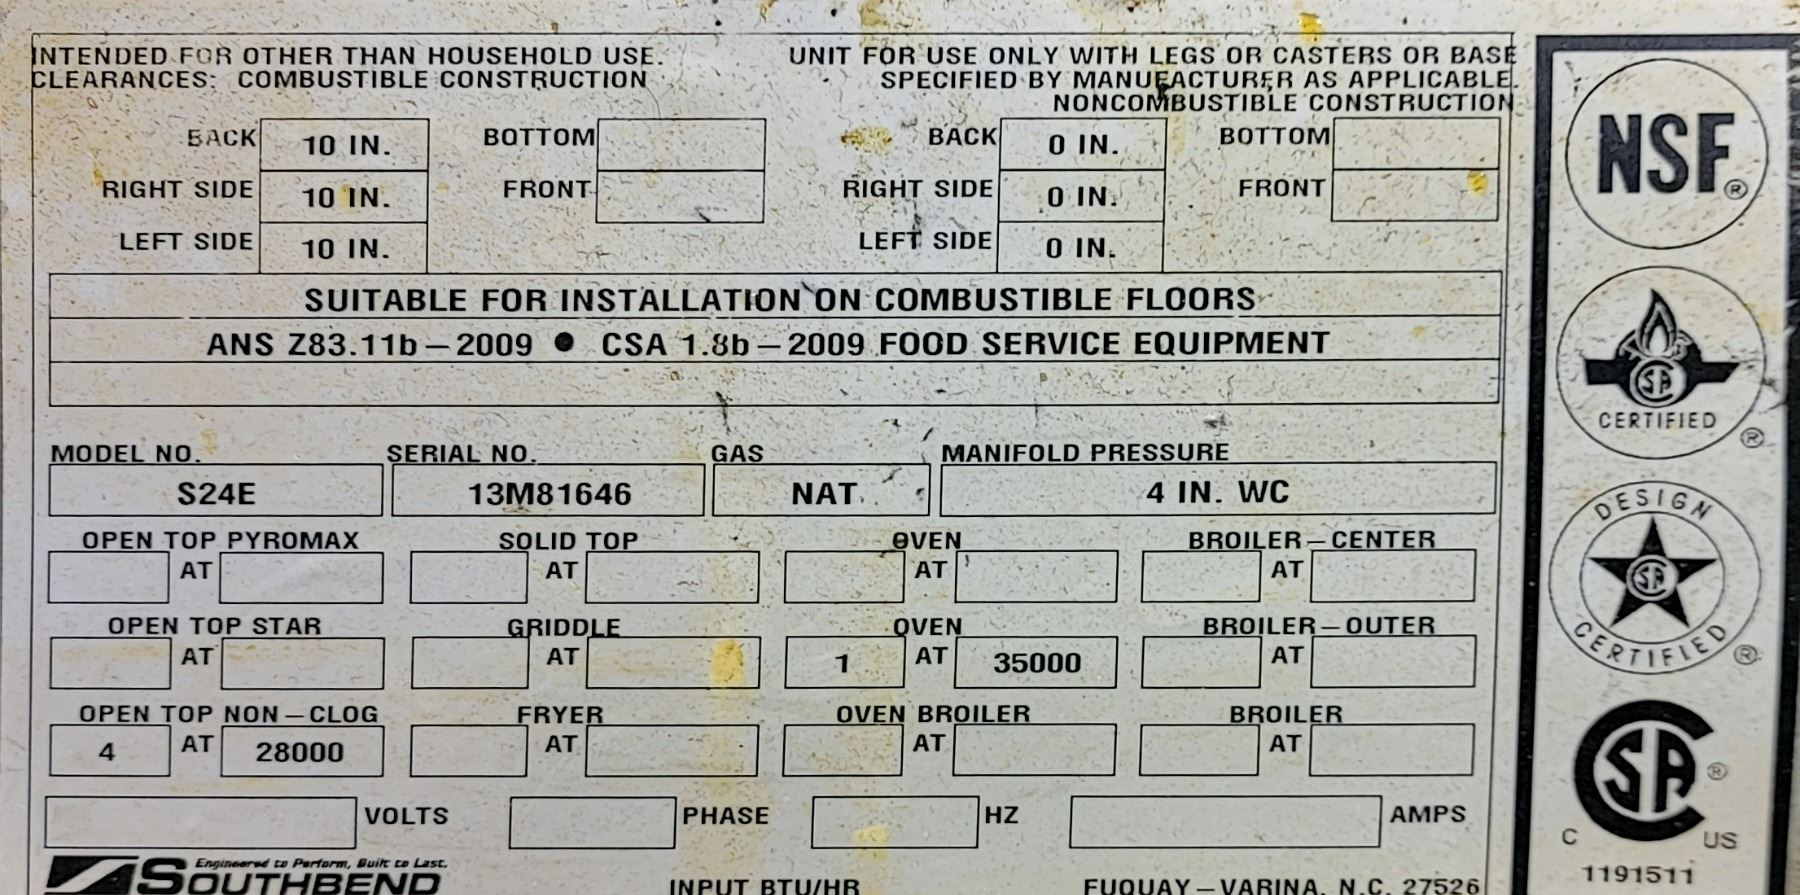 INTENDED FOR OTHER THAN HOUSEHOLD USE.
CLEARANCES: COMBUSTIBLE CONSTRUCTION
UNIT FOR USE ONLY WITH LEGS OR CASTERS OR BASE
SPECIFIED BY MANUFACTURER AS APPLICABLE.
NONCOMBUSTIBLE CONSTRUCTION
BACK 10 IN. BOTTOM BACK 0 IN. BOTTOM
RIGHT SIDE 10 IN. FRONT RIGHT SIDE 0 IN. FRONT
LEFT SIDE 10 IN. LEFT SIDE 0 IN.
SUITABLE FOR INSTALLATION ON COMBUSTIBLE FLOORS
ANS Z83.11b – 2009 ● CSA 1.8b – 2009 FOOD SERVICE EQUIPMENT
MODEL NO. SERIAL NO. GAS MANIFOLD PRESSURE
S24E 13M81646 NAT. 4 IN. WC
OPEN TOP PYROMAX SOLID TOP OVEN BROILER – CENTER
AT AT AT AT
OPEN TOP STAR GRIDDLE OVEN BROILER – OUTER
AT AT 1 AT 35000 AT
OPEN TOP NON – CLOG FRYER OVEN BROILER BROILER
4 AT 28000 AT AT AT
VOLTS PHASE HZ AMPS
Engineered to Perform, Built to Last.
SOUTHBEND INPUT BTU/HR FUQUAY – VARINA, N.C. 27526
NSF®
CSA
CERTIFIED ®
DESIGN
CSA
CERTIFIED ®
CSA ®
C US
1191511